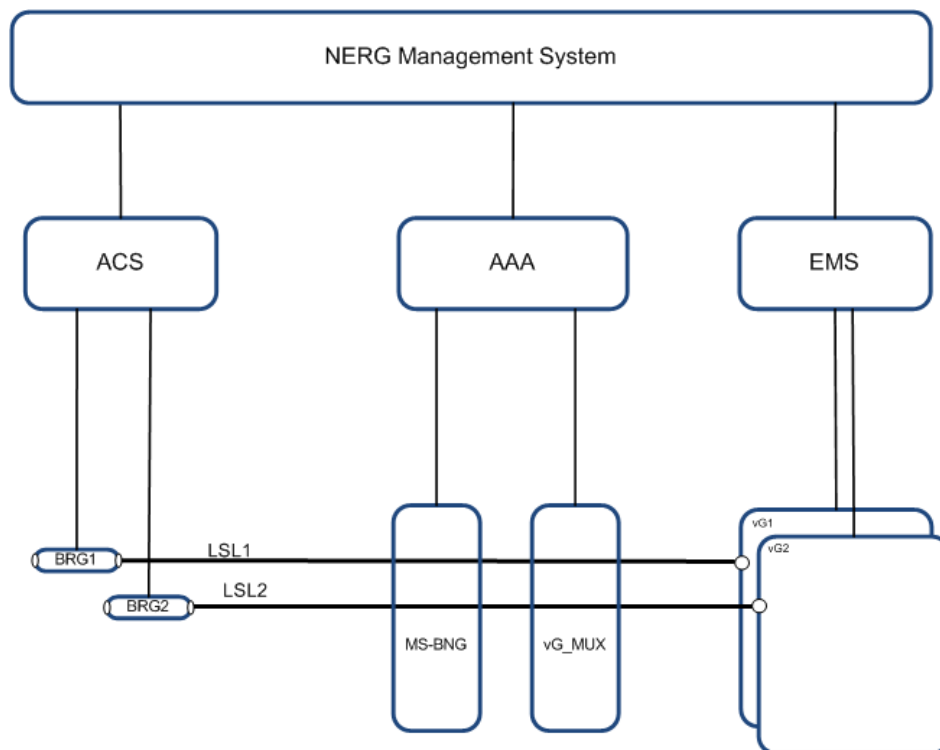 NERG Management System
ACS
AAA
EMS
vG1
vG2
BRG1
LSL1
BRG2
LSL2
MS-BNG
vG_MUX